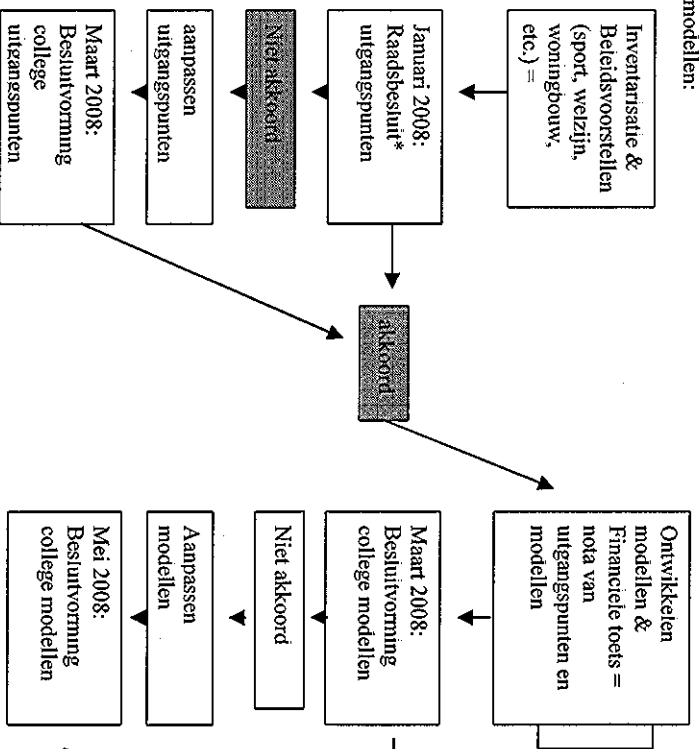 modellen:
Inventarisatie &
Beleidsvoorstellen
(sport, welzijn,
woningbouw,
etc.) =
Januari 2008:
Raadsbesluit*
uitgangspunten
Niet akkoord
aanpassen
uitgangspunten
Maart 2008:
Besluitvorming
college
uitgangspunten
akkoord
Ontwikkelen
modellen &
Financiele toets =
nota van
uitgangspunten en
modellen
Maart 2008:
Besluitvorming
college modellen
Niet akkoord
Aanpassen
modellen
Mei 2008:
Besluitvorming
college modellen